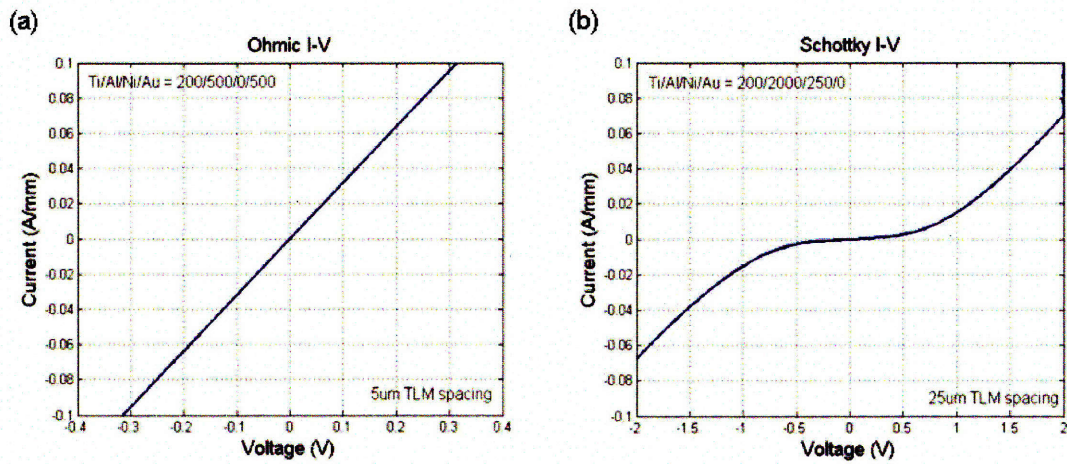 (a)
Ohmic I-V
Ti/Al/Ni/Au = 200/500/0/500
0.1
0.08
0.06
0.04
0.02
0
-0.02
-0.04
-0.06
-0.08
-0.1
Current (A/mm)
5um TLM spacing
-0.4 -0.3 -0.2 -0.1 0 0.1 0.2 0.3 0.4
Voltage (V)
(b)
Schottky I-V
Ti/Al/Ni/Au = 200/2000/250/0
0.1
0.08
0.06
0.04
0.02
0
-0.02
-0.04
-0.06
-0.08
-0.1
Current (A/mm)
25um TLM spacing
-2 -1.5 -1 -0.5 0 0.5 1 1.5 2
Voltage (V)